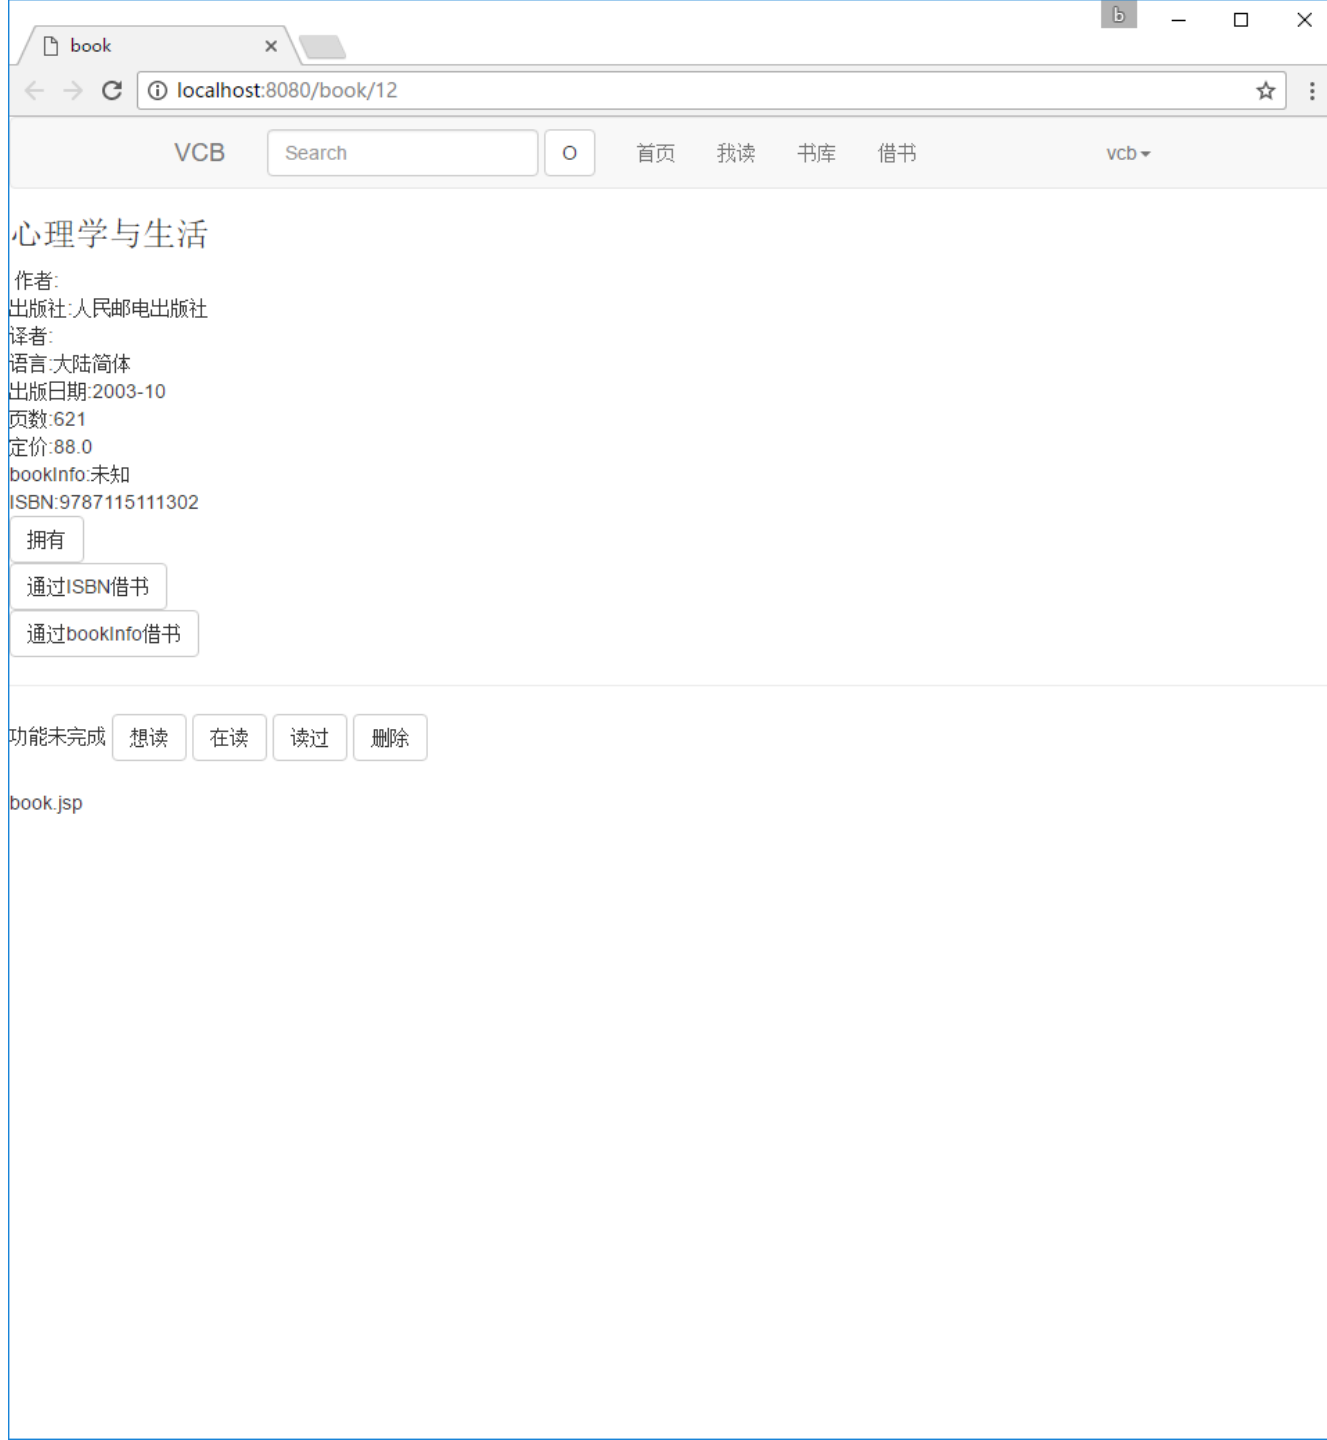 b
book
localhost:8080/book/12
VCB Search O 首页 我读 书库 借书 vcb
心理学与生活
作者:
出版社:人民邮电出版社
译者:
语言:大陆简体
出版日期:2003-10
页数:621
定价:88.0
bookInfo:未知
ISBN:9787115111302
拥有
通过ISBN借书
通过bookInfo借书
功能未完成 想读 在读 读过 删除
book.jsp